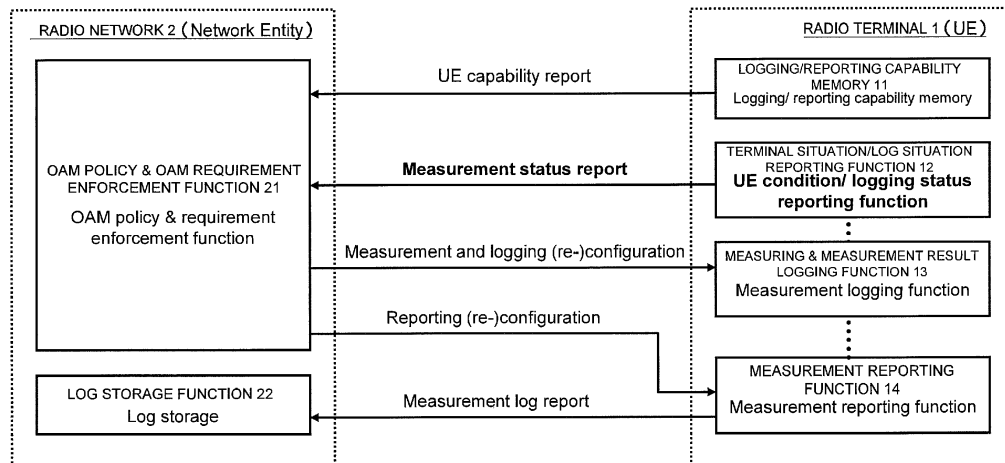 RADIO NETWORK 2 (Network Entity)
OAM POLICY & OAM REQUIREMENT
ENFORCEMENT FUNCTION 21
OAM policy & requirement
enforcement function
LOG STORAGE FUNCTION 22
Log storage
UE capability report
Measurement status report
Measurement and logging (re-)configuration
Reporting (re-)configuration
Measurement log report
RADIO TERMINAL 1 (UE)
LOGGING/REPORTING CAPABILITY
MEMORY 11
Logging/ reporting capability memory
TERMINAL SITUATION/LOG SITUATION
REPORTING FUNCTION 12
UE condition/ logging status
reporting function
MEASURING & MEASUREMENT RESULT
LOGGING FUNCTION 13
Measurement logging function
MEASUREMENT REPORTING
FUNCTION 14
Measurement reporting function